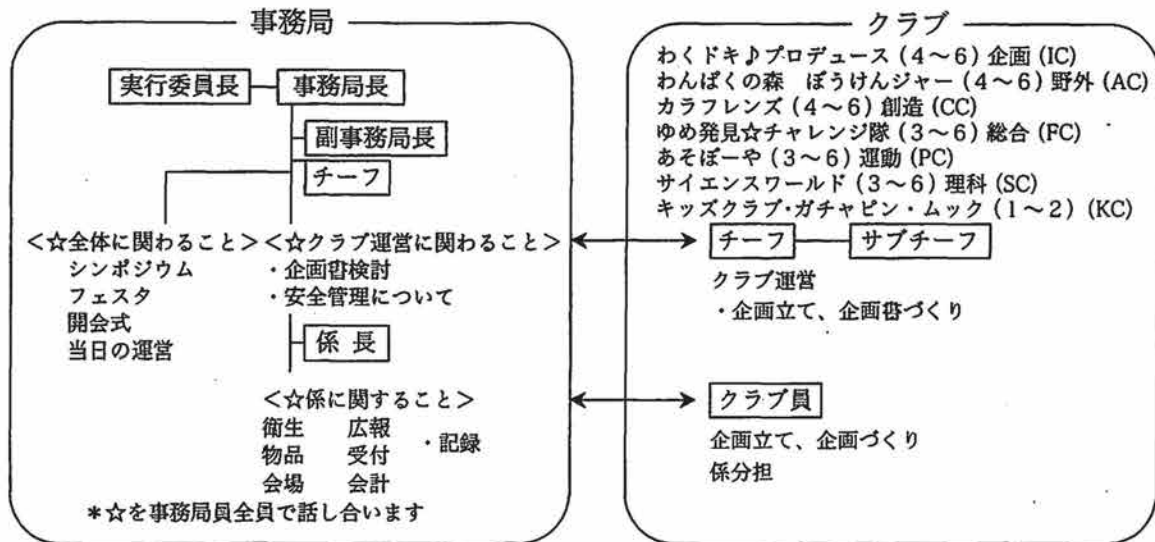 事務局
実行委員長 事務局長
副事務局長
チーフ
<☆全体に関わること>
シンポジウム
フェスタ
開会式
当日の運営
<☆クラブ運営に関わること>
・企画書検討
・安全管理について
係長
<☆係に関すること>
衛生 広報
物品 受付 ・記録
会場 会計
*☆を事務局員全員で話し合います
クラブ
わくドキ♪プロデュース(4~6)企画(IC)
わんぱくの森 ぼうけんジャー(4~6)野外(AC)
カラフレンズ(4~6)創造(CC)
ゆめ発見☆チャレンジ隊(3~6)総合(FC)
あそぼーや(3~6)運動(PC)
サイエンスワールド(3~6)理科(SC)
キッズクラブ・ガチャピン・ムック(1~2)(KC)
チーフ サブチーフ
クラブ運営
・企画立て、企画書づくり
クラブ員
企画立て、企画づくり
係分担